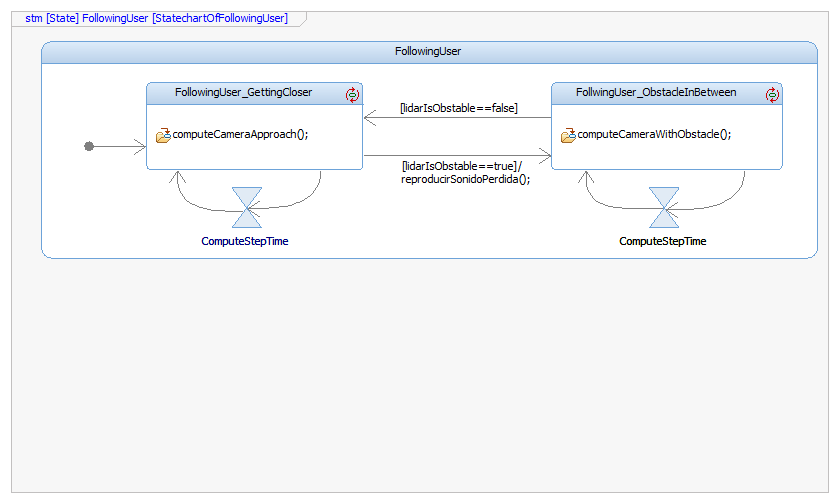 stm [State] FollowingUser [StatechartOfFollowingUser]
FollowingUser
FollowingUser_GettingCloser
FollwingUser_ObstacleInBetween
[lidarIsObstable==false]
computeCameraApproach();
computeCameraWithObstacle();
[lidarIsObstable==true]/
reproducirSonidoPerdida();
ComputeStepTime
ComputeStepTime